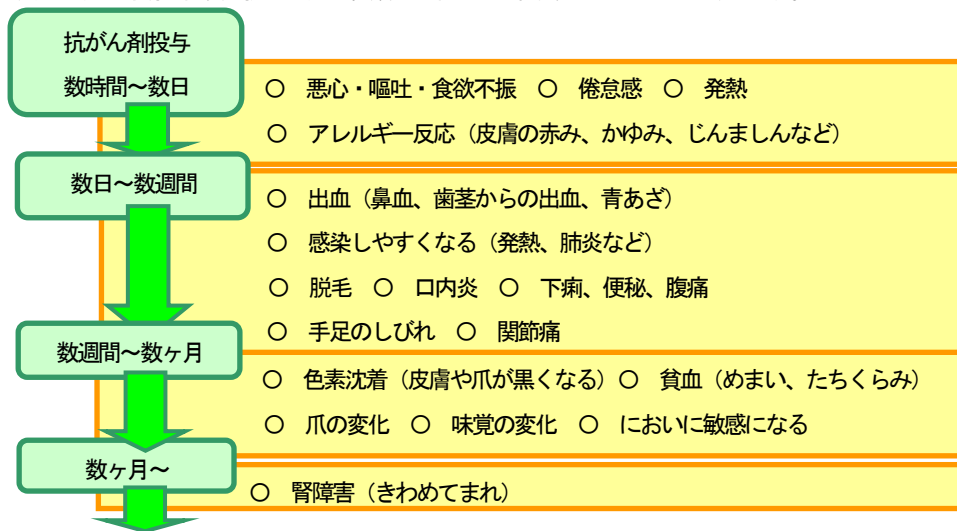 抗がん剤投与
数時間～数日
○ 悪心・嘔吐・食欲不振 ○ 倦怠感 ○ 発熱
○ アレルギー反応（皮膚の赤み、かゆみ、じんましんなど）
数日～数週間
○ 出血（鼻血、歯茎からの出血、青あざ）
○ 感染しやすくなる（発熱、肺炎など）
○ 脱毛 ○ 口内炎 ○ 下痢、便秘、腹痛
○ 手足のしびれ ○ 関節痛
数週間～数ヶ月
○ 色素沈着（皮膚や爪が黒くなる）○ 貧血（めまい、たちくらみ）
○ 爪の変化 ○ 味覚の変化 ○ においに敏感になる
数ヶ月～
○ 腎障害（きわめてまれ）